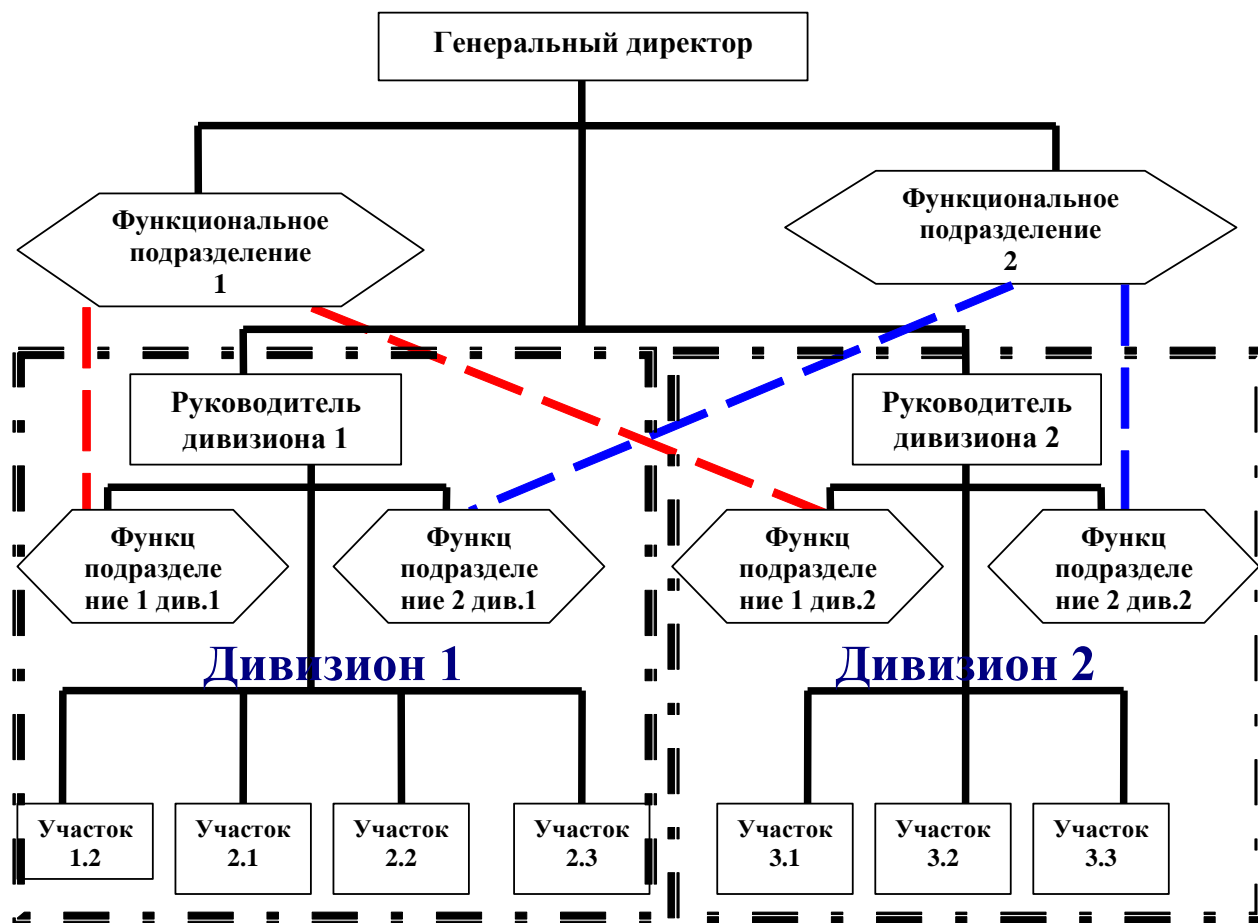 Генеральный директор
Функциональное
подразделение
1
Функциональное
подразделение
2
Руководитель
дивизиона 1
Руководитель
дивизиона 2
Функц
подразделе
ние 1 див.1
Функц
подразделе
ние 2 див.1
Функц
подразделе
ние 1 див.2
Функц
подразделе
ние 2 див.2
Дивизион 1
Дивизион 2
Участок
1.2
Участок
2.1
Участок
2.2
Участок
2.3
Участок
3.1
Участок
3.2
Участок
3.3